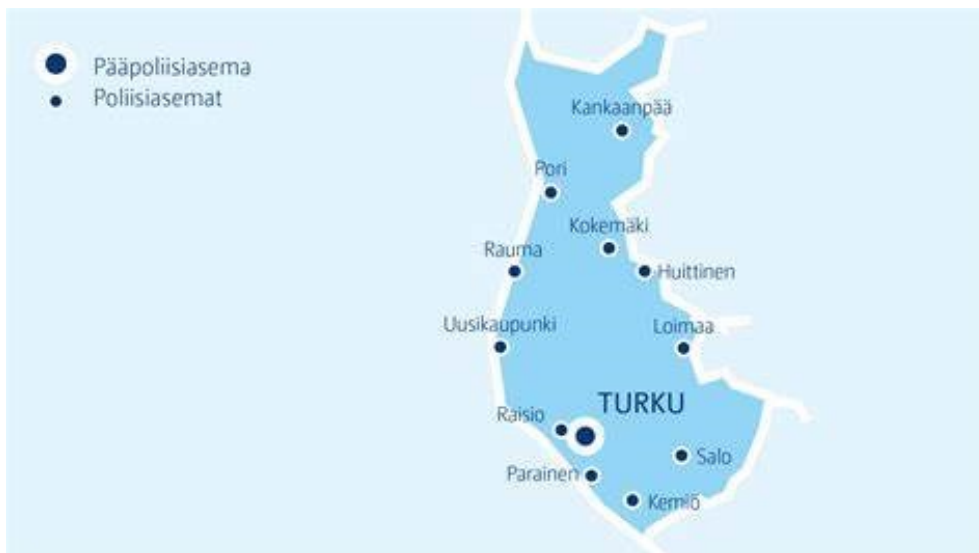 Pääpoliisiasema
Poliisiasemat
Kankaanpää
Pori
Kokemäki
Rauma
Huittinen
Uusikaupunki
Loimaa
TURKU
Raisio
Salo
Parainen
Kemiö